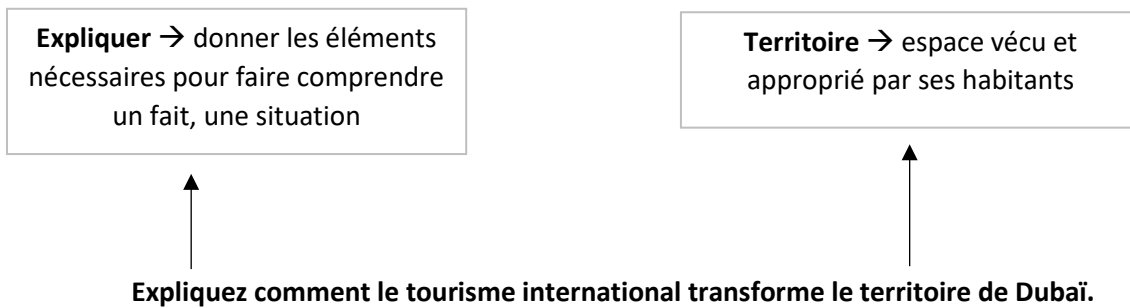 Expliquer → donner les éléments
nécessaires pour faire comprendre
un fait, une situation
Territoire → espace vécu et
approprié par ses habitants
Expliquez comment le tourisme international transforme le territoire de Dubaï.